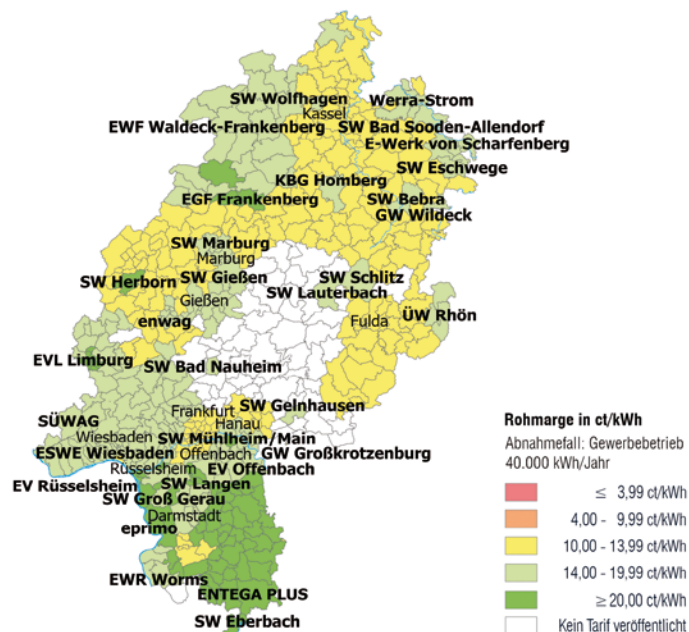 SW Wolfhagen
Werra-Strom
Kassel
EWF Waldeck-Frankenberg
SW Bad Sooden-Allendorf
E-Werk von Scharfenberg
SW Eschwege
KBG Homberg
EGF Frankenberg
SW Bebra
GW Wildeck
SW Marburg
Marburg
SW Herborn
SW Gießen
SW Schlitz
Gießen
SW Lauterbach
enwag
Fulda
ÜW Rhön
EVL Limburg
SW Bad Nauheim
Frankfurt
SW Gelnhausen
SÜWAG
Hanau
Wiesbaden
SW Mühlheim/Main
ESWE Wiesbaden
Offenbach
GW Großkrotzenburg
Rüsselsheim
EV Offenbach
EV Rüsselsheim
SW Langen
SW Groß Gerau
Darmstadt
eprimo
EWR Worms
ENTEGA PLUS
SW Eberbach
Rohmarge in ct/kWh
Abnahmefall: Gewerbebetrieb
40.000 kWh/Jahr
≤ 3,99 ct/kWh
4,00 - 9,99 ct/kWh
10,00 - 13,99 ct/kWh
14,00 - 19,99 ct/kWh
≥ 20,00 ct/kWh
Kein Tarif veröffentlicht